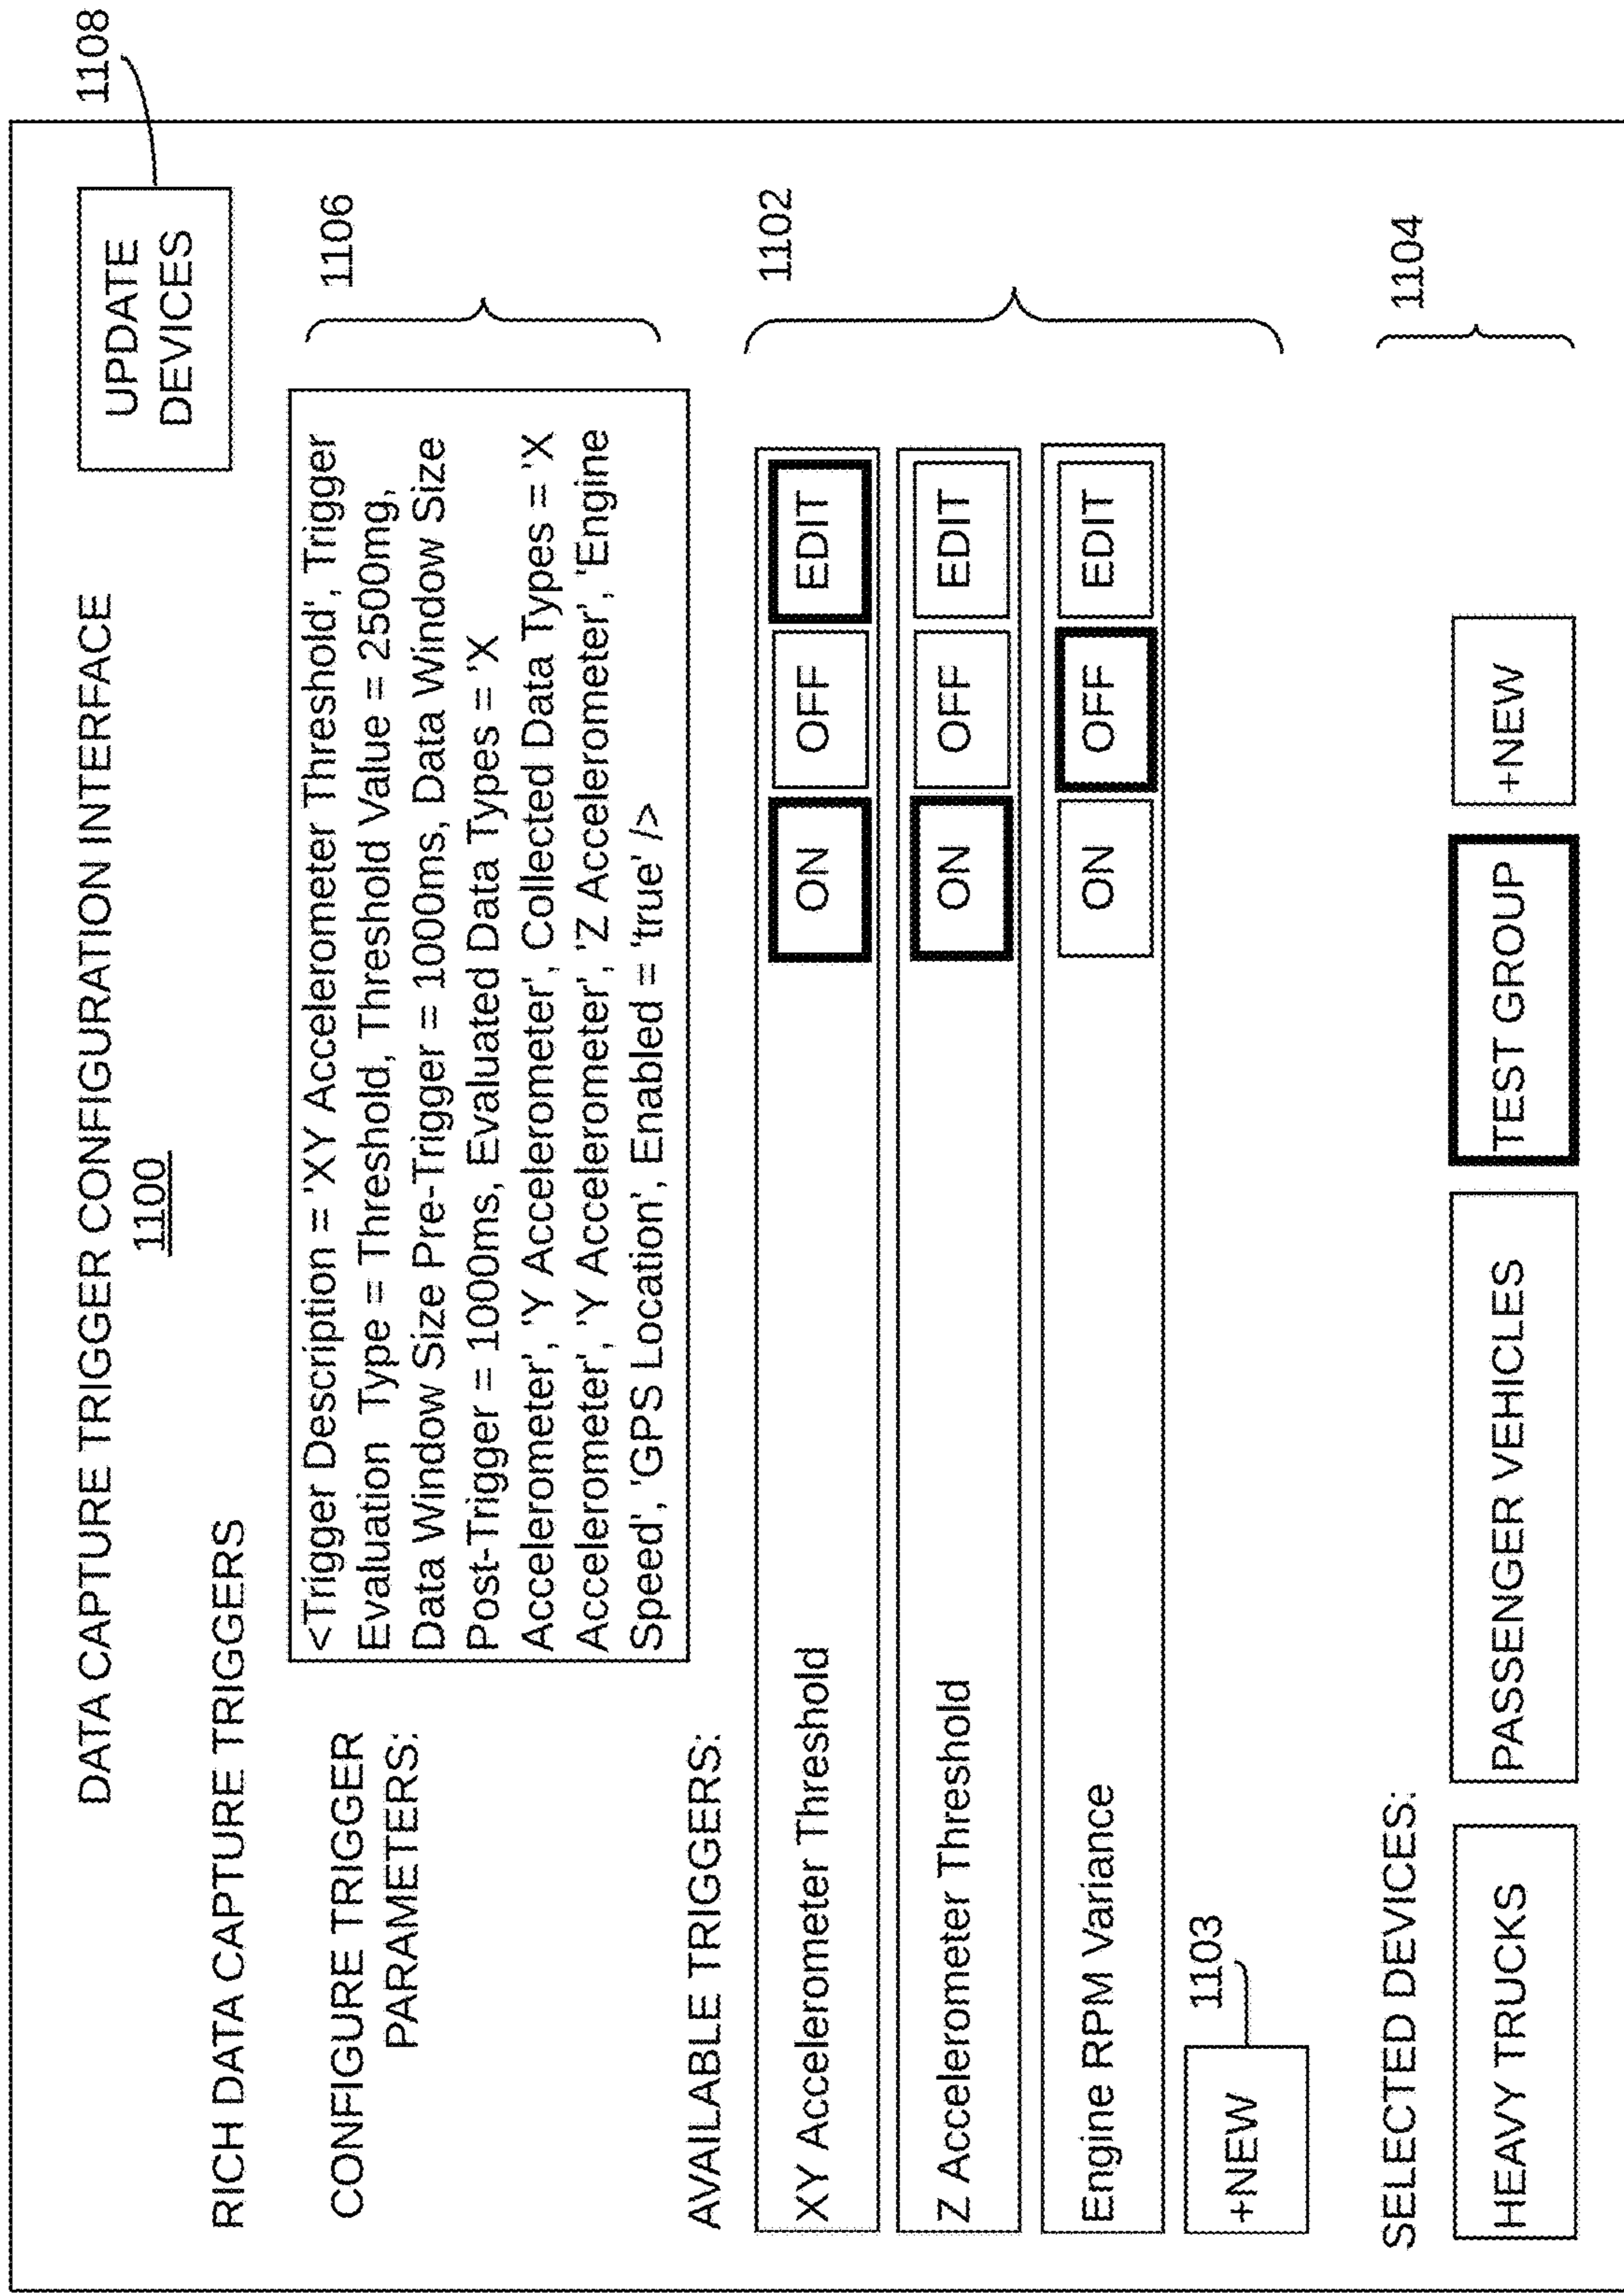 DATA CAPTURE TRIGGER CONFIGURATION INTERFACE
1100
UPDATE
DEVICES
1108
RICH DATA CAPTURE TRIGGERS
CONFIGURE TRIGGER
PARAMETERS:
<Trigger Description = 'XY Accelerometer Threshold', Trigger
Evaluation Type = Threshold, Threshold Value = 2500mg,
Data Window Size Pre-Trigger = 1000ms, Data Window Size
Post-Trigger = 1000ms, Evaluated Data Types = 'X
Accelerometer', 'Y Accelerometer', Collected Data Types = 'X
Accelerometer', 'Y Accelerometer', 'Z Accelerometer', 'Engine
Speed', 'GPS Location', Enabled = 'true' />
1106
AVAILABLE TRIGGERS:
XY Accelerometer Threshold ON OFF EDIT
1102
Z Accelerometer Threshold ON OFF EDIT
Engine RPM Variance ON OFF EDIT
+NEW
1103
SELECTED DEVICES:
1104
HEAVY TRUCKS PASSENGER VEHICLES TEST GROUP +NEW